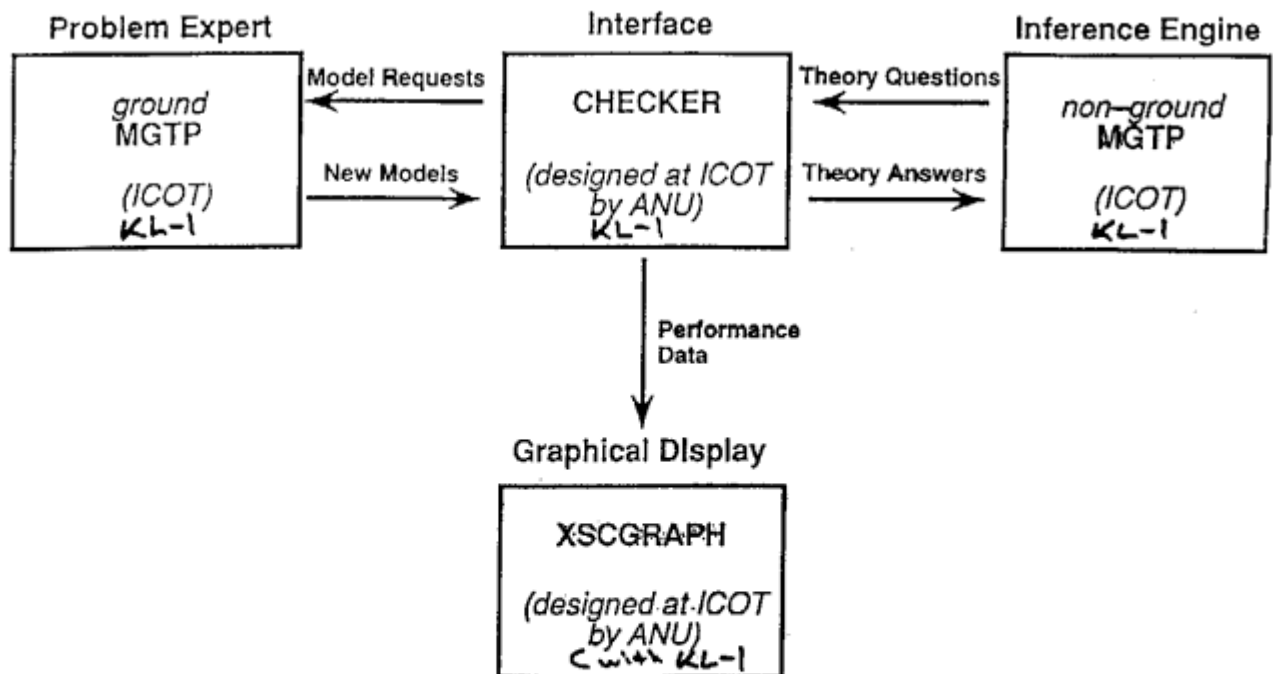 Problem Expert
ground
MGTP
(ICOT)
KL-1
Model Requests
New Models
Interface
CHECKER
(designed at ICOT
by ANU)
KL-1
Theory Questions
Theory Answers
Inference Engine
non-ground
MGTP
(ICOT)
KL-1
Performance
Data
Graphical DIsplay
XSCGRAPH
(designed at ICOT
by ANU)
C with KL-1